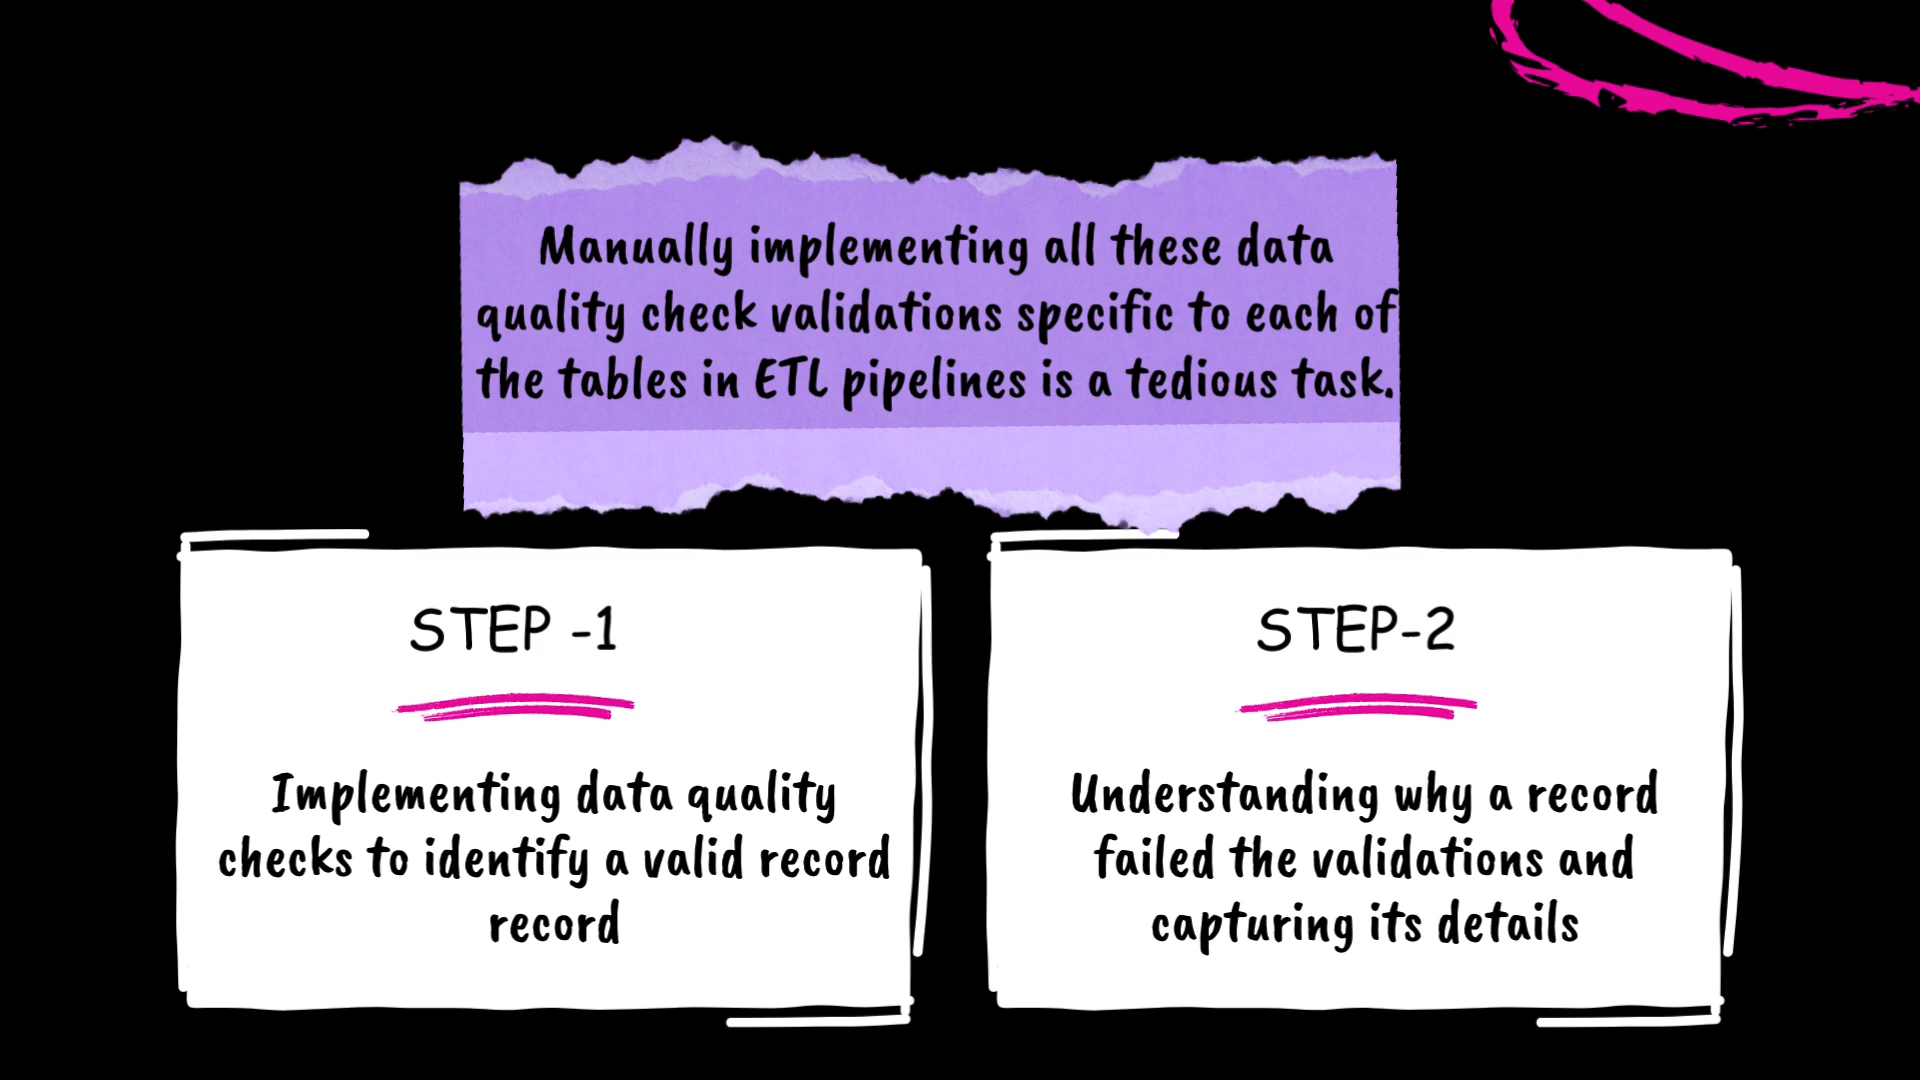 Manually implementing all these data
quality check validations specific to each of
the tables in ETL pipelines is a tedious task.
STEP -1
Implementing data quality
checks to identify a valid record
record
STEP-2
Understanding why a record
failed the validations and
capturing its details